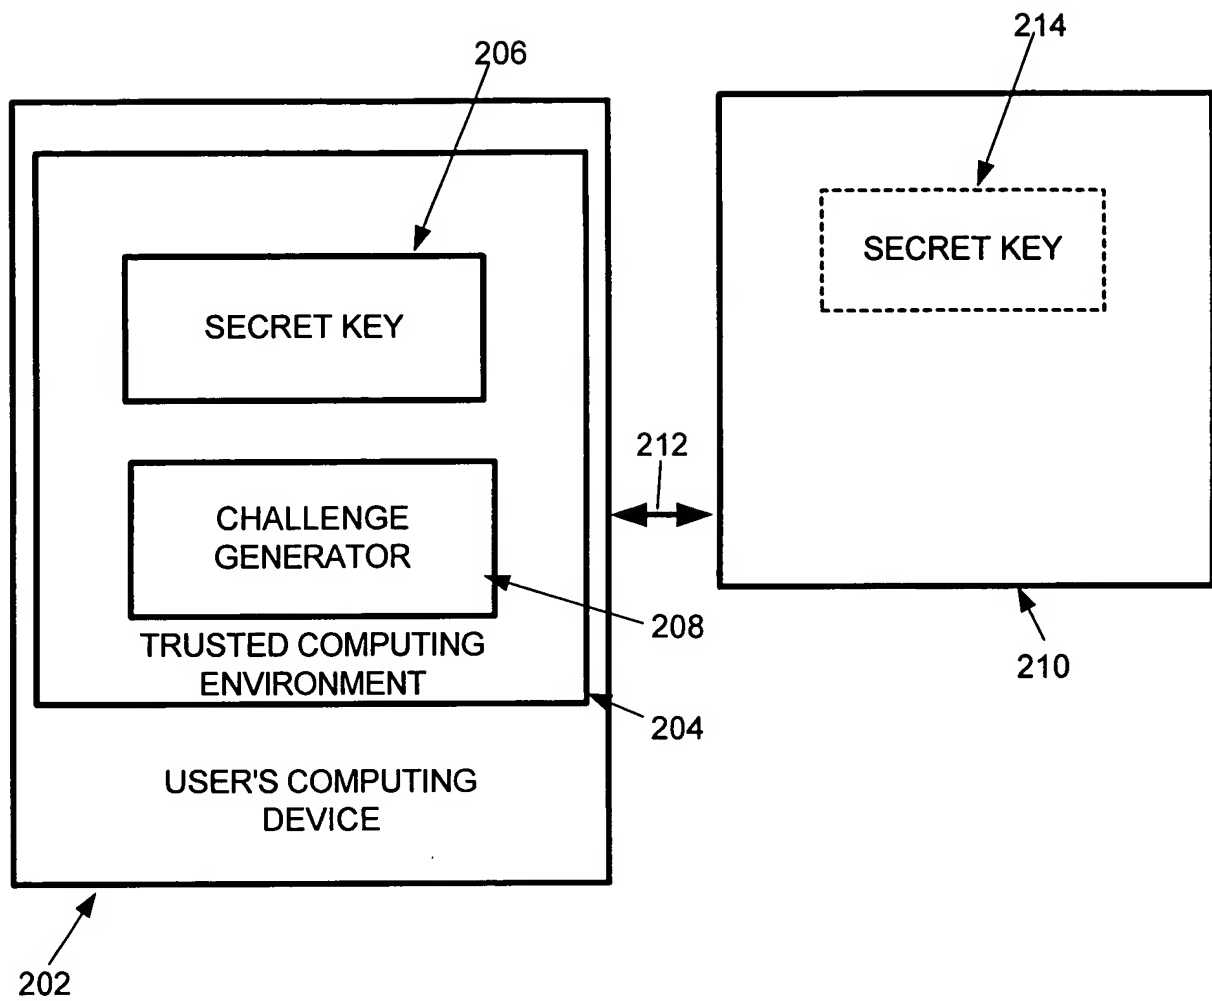 206
214
SECRET KEY
SECRET KEY
212
CHALLENGE
GENERATOR
208
TRUSTED COMPUTING
ENVIRONMENT
210
204
USER'S COMPUTING
DEVICE
202